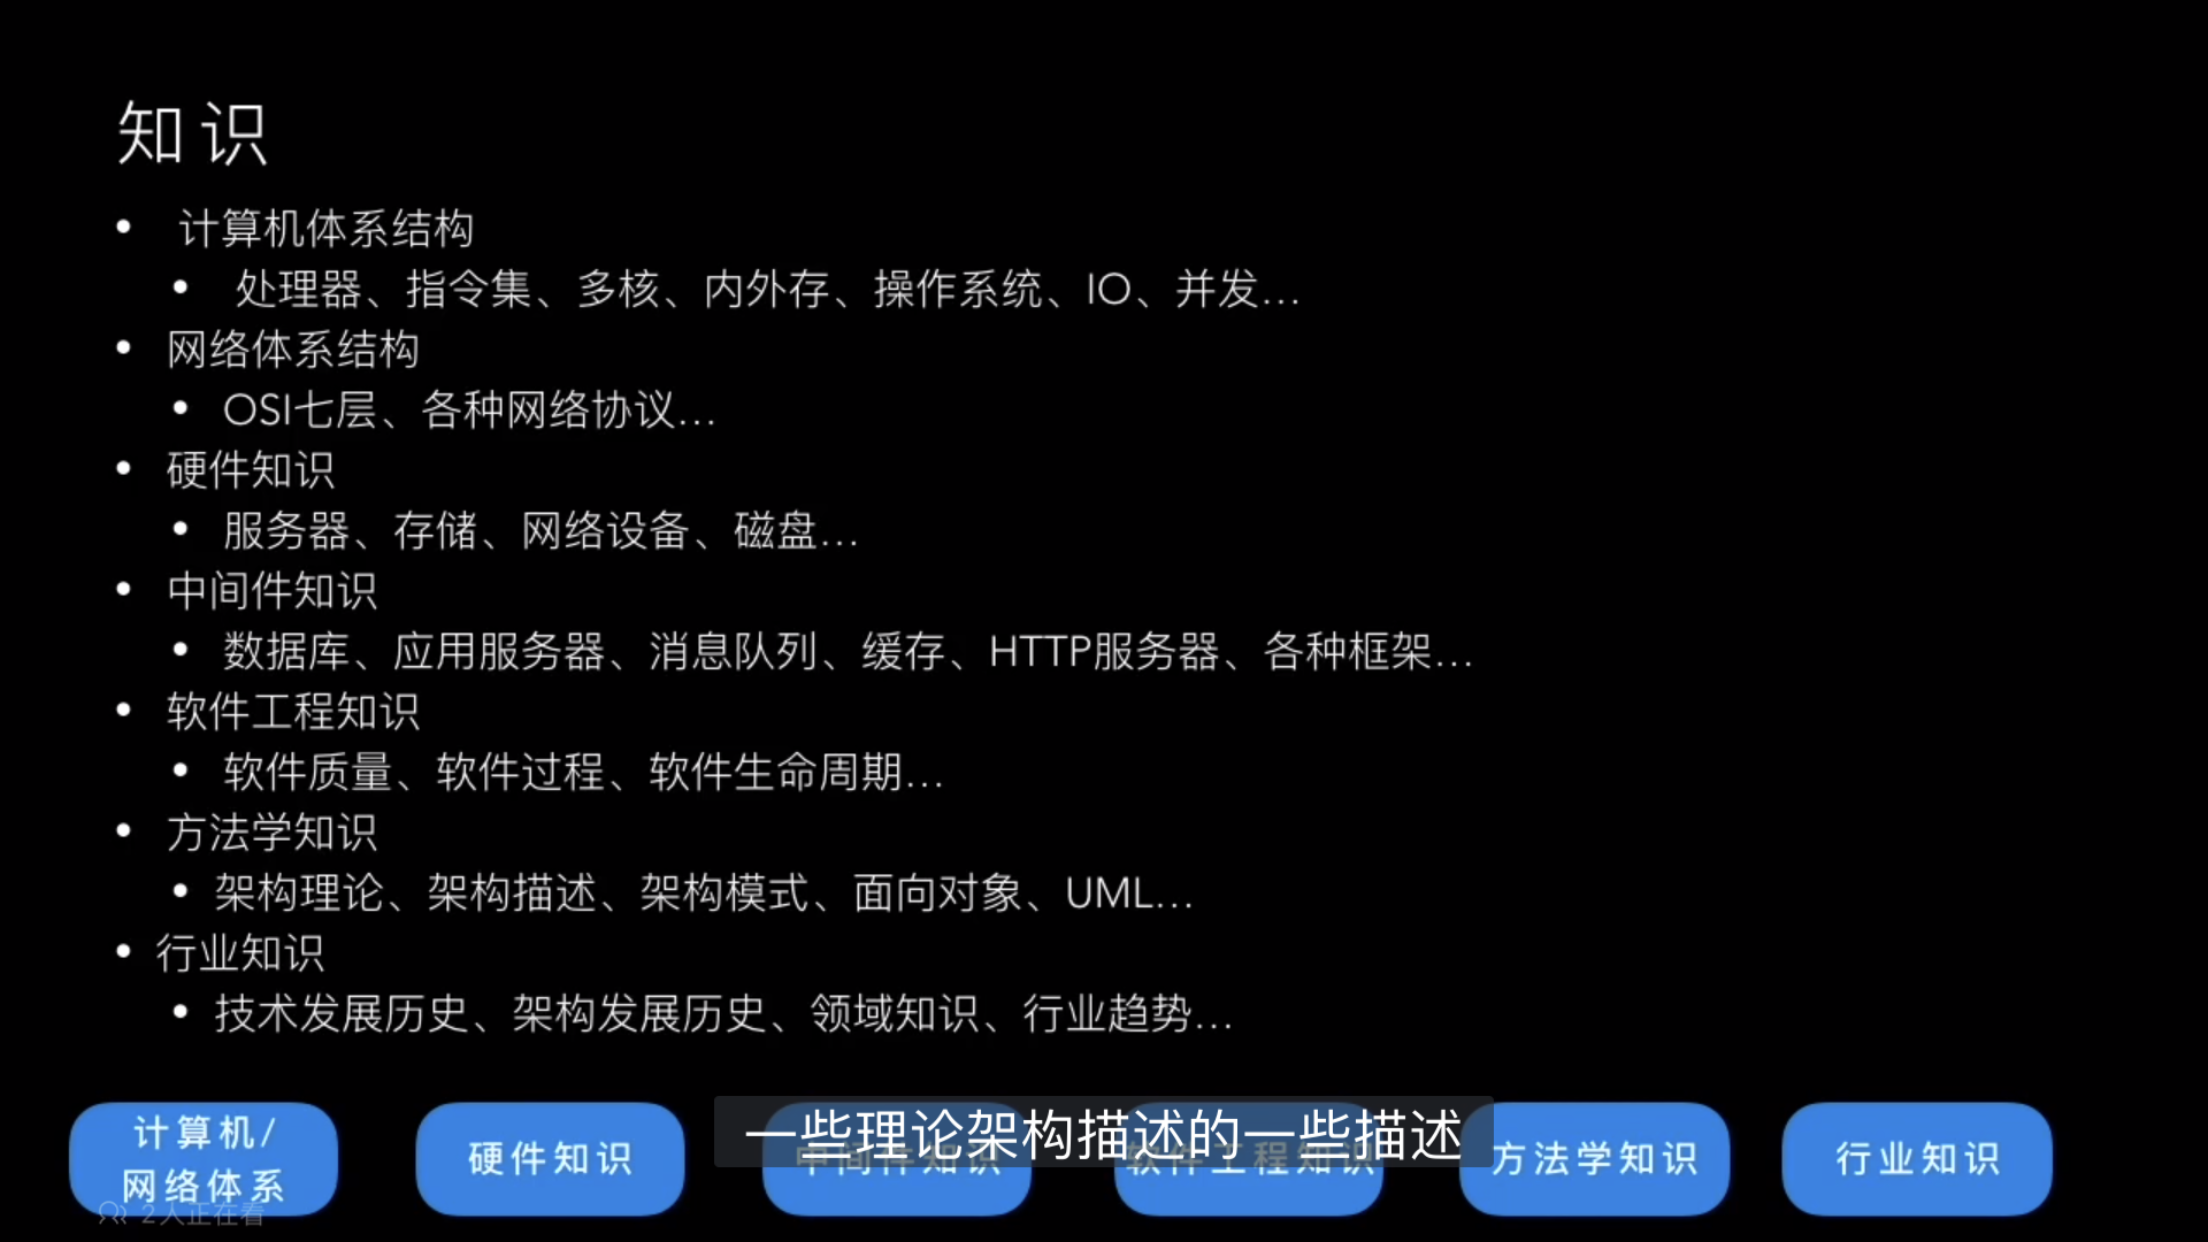 知识
• 计算机体系结构
• 处理器、指令集、多核、内外存、操作系统、IO、并发...
• 网络体系结构
• OSI七层、各种网络协议...
• 硬件知识
• 服务器、存储、网络设备、磁盘...
• 中间件知识
• 数据库、应用服务器、消息队列、缓存、HTTP服务器、各种框架...
• 软件工程知识
• 软件质量、软件过程、软件生命周期...
• 方法学知识
• 架构理论、架构描述、架构模式、面向对象、UML...
• 行业知识
• 技术发展历史、架构发展历史、领域知识、行业趋势...
计算机/
网络体系
硬件知识
中间件知识
软件工程知识
方法学知识
行业知识
一些理论架构描述的一些描述
2人正在看